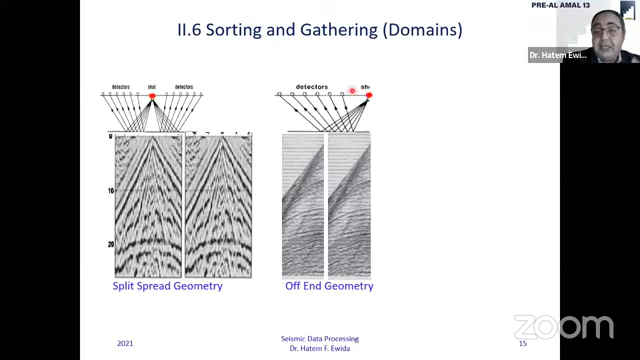 PRE-AL AMAL 13
II.6 Sorting and Gathering (Domains)
Dr. Hatem Ewi...
detectors shot detectors
detectors sh
0
10
20
Split Spread Geometry
Off End Geometry
2021
Seismic Data Processing
Dr. Hatem F. Ewida
15
zoom